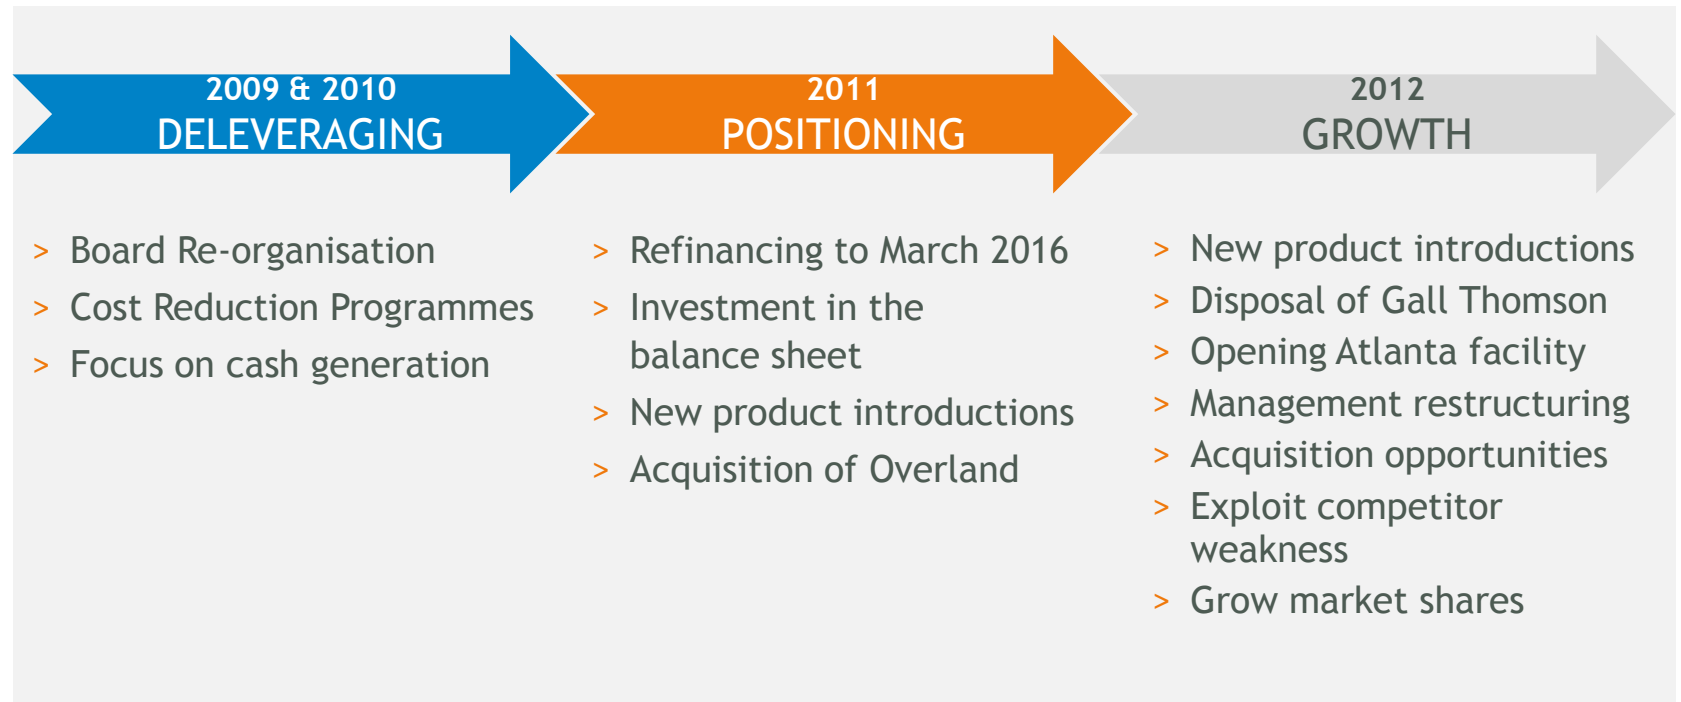 2009 & 2010
DELEVERAGING
> Board Re-organisation
> Cost Reduction Programmes
> Focus on cash generation
2011
POSITIONING
> Refinancing to March 2016
> Investment in the
balance sheet
> New product introductions
> Acquisition of Overland
2012
GROWTH
> New product introductions
> Disposal of Gall Thomson
> Opening Atlanta facility
> Management restructuring
> Acquisition opportunities
> Exploit competitor
weakness
> Grow market shares